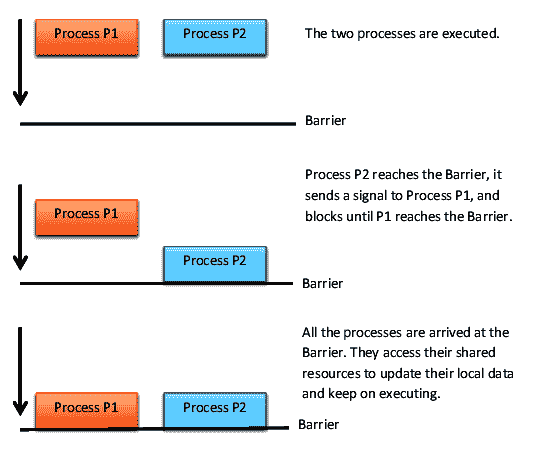 Process P1
Process P2
The two processes are executed.
Barrier
Process P2 reaches the Barrier, it
sends a signal to Process P1, and
blocks until P1 reaches the Barrier.
Process P1
Process P2
Barrier
All the processes are arrived at the
Barrier. They access their shared
resources to update their local data
and keep on executing.
Process P1
Process P2
Barrier